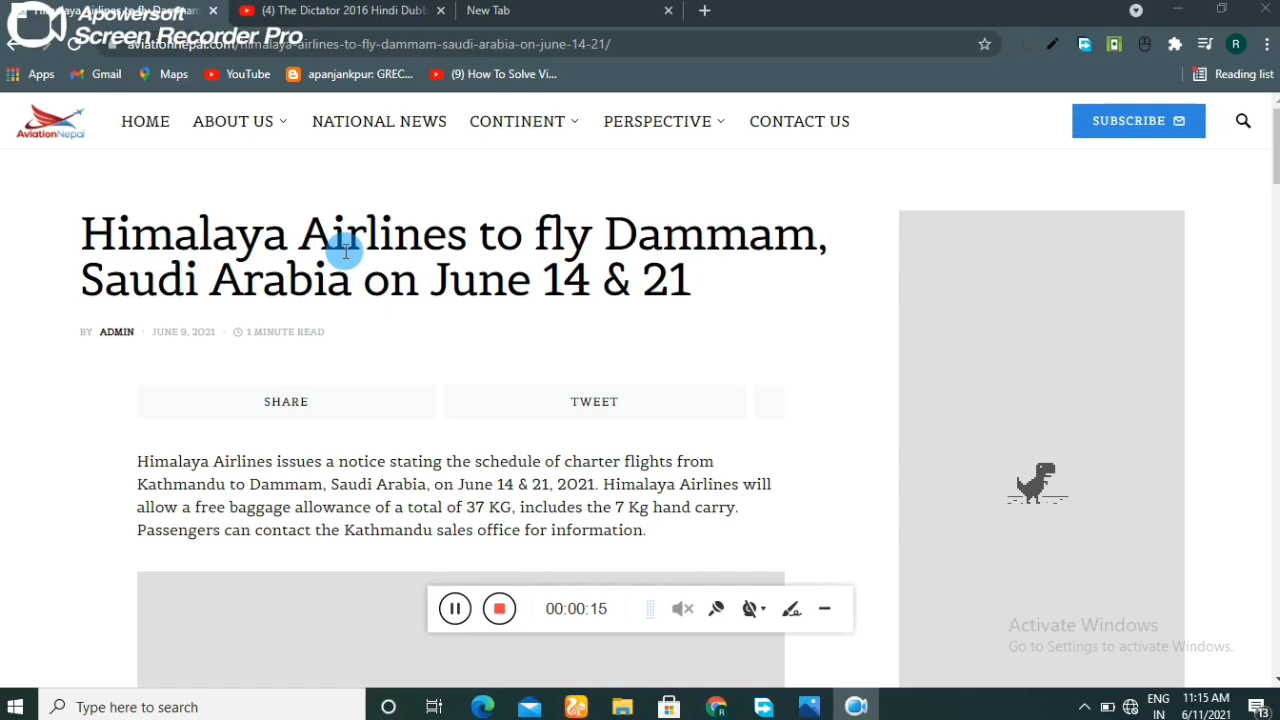 Himalaya Airlines to fly Dammam
(4) The Dictator 2016 Hindi Dubb
New Tab
Apowersoft
Screen Recorder Pro
aviationnepal.com/himalaya-airlines-to-fly-dammam-saudi-arabia-on-june-14-21/
R
Apps
Gmail
Maps
YouTube
apanjankpur: GREC...
(9) How To Solve Vi...
Reading list
AviationNepal
HOME
ABOUT US
NATIONAL NEWS
CONTINENT
PERSPECTIVE
CONTACT US
SUBSCRIBE
Himalaya Airlines to fly Dammam,
Saudi Arabia on June 14 & 21
BY ADMIN · JUNE 9, 2021 · 1 MINUTE READ
SHARE
TWEET
Himalaya Airlines issues a notice stating the schedule of charter flights from
Kathmandu to Dammam, Saudi Arabia, on June 14 & 21, 2021. Himalaya Airlines will
allow a free baggage allowance of a total of 37 KG, includes the 7 Kg hand carry.
Passengers can contact the Kathmandu sales office for information.
00:00:15
Activate Windows
Go to Settings to activate Windows.
Type here to search
ENG
IN
11:15 AM
6/11/2021
13